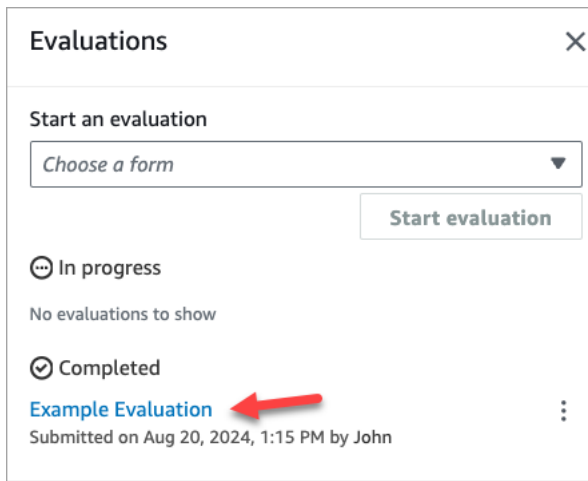 Evaluations
Start an evaluation
Choose a form
Start evaluation
In progress
No evaluations to show
Completed
Example Evaluation
Submitted on Aug 20, 2024, 1:15 PM by John